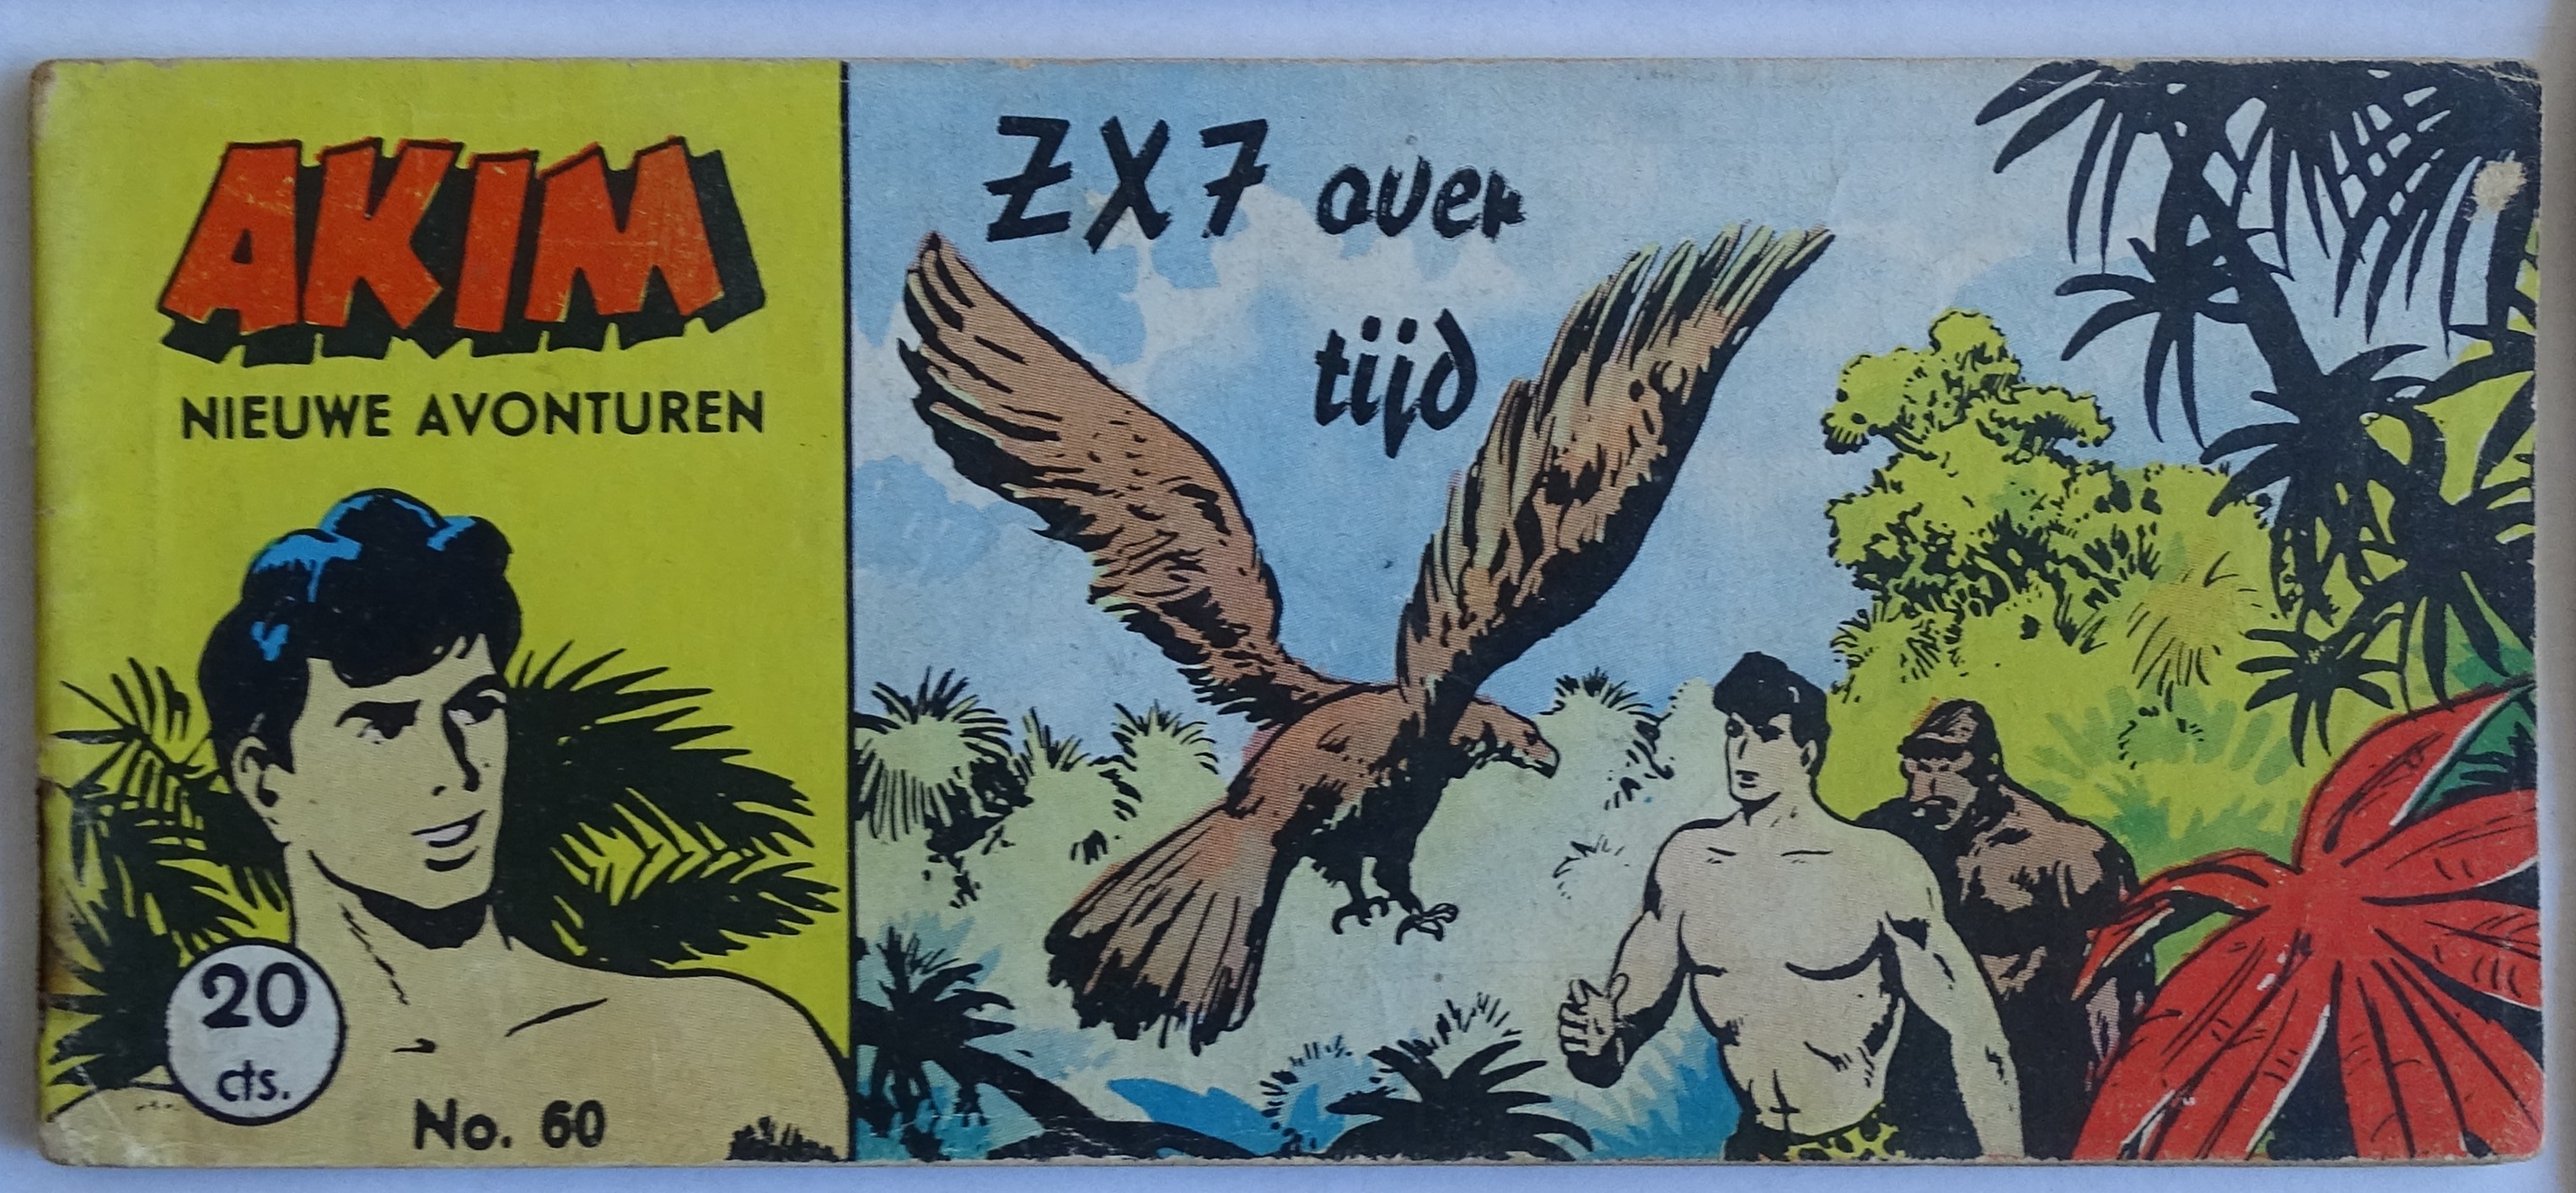 AKIM
NIEUWE AVONTUREN
20
cts.
No. 60
ZX7 over
tijd